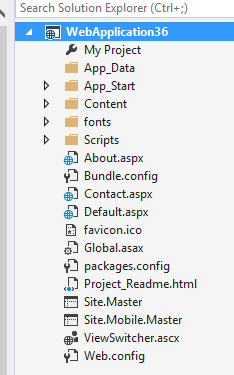 Search Solution Explorer (Ctrl+;)
WebApplication36
My Project
App_Data
App_Start
Content
fonts
Scripts
About.aspx
Bundle.config
Contact.aspx
Default.aspx
favicon.ico
Global.asax
packages.config
Project_Readme.html
Site.Master
Site.Mobile.Master
ViewSwitcher.ascx
Web.config